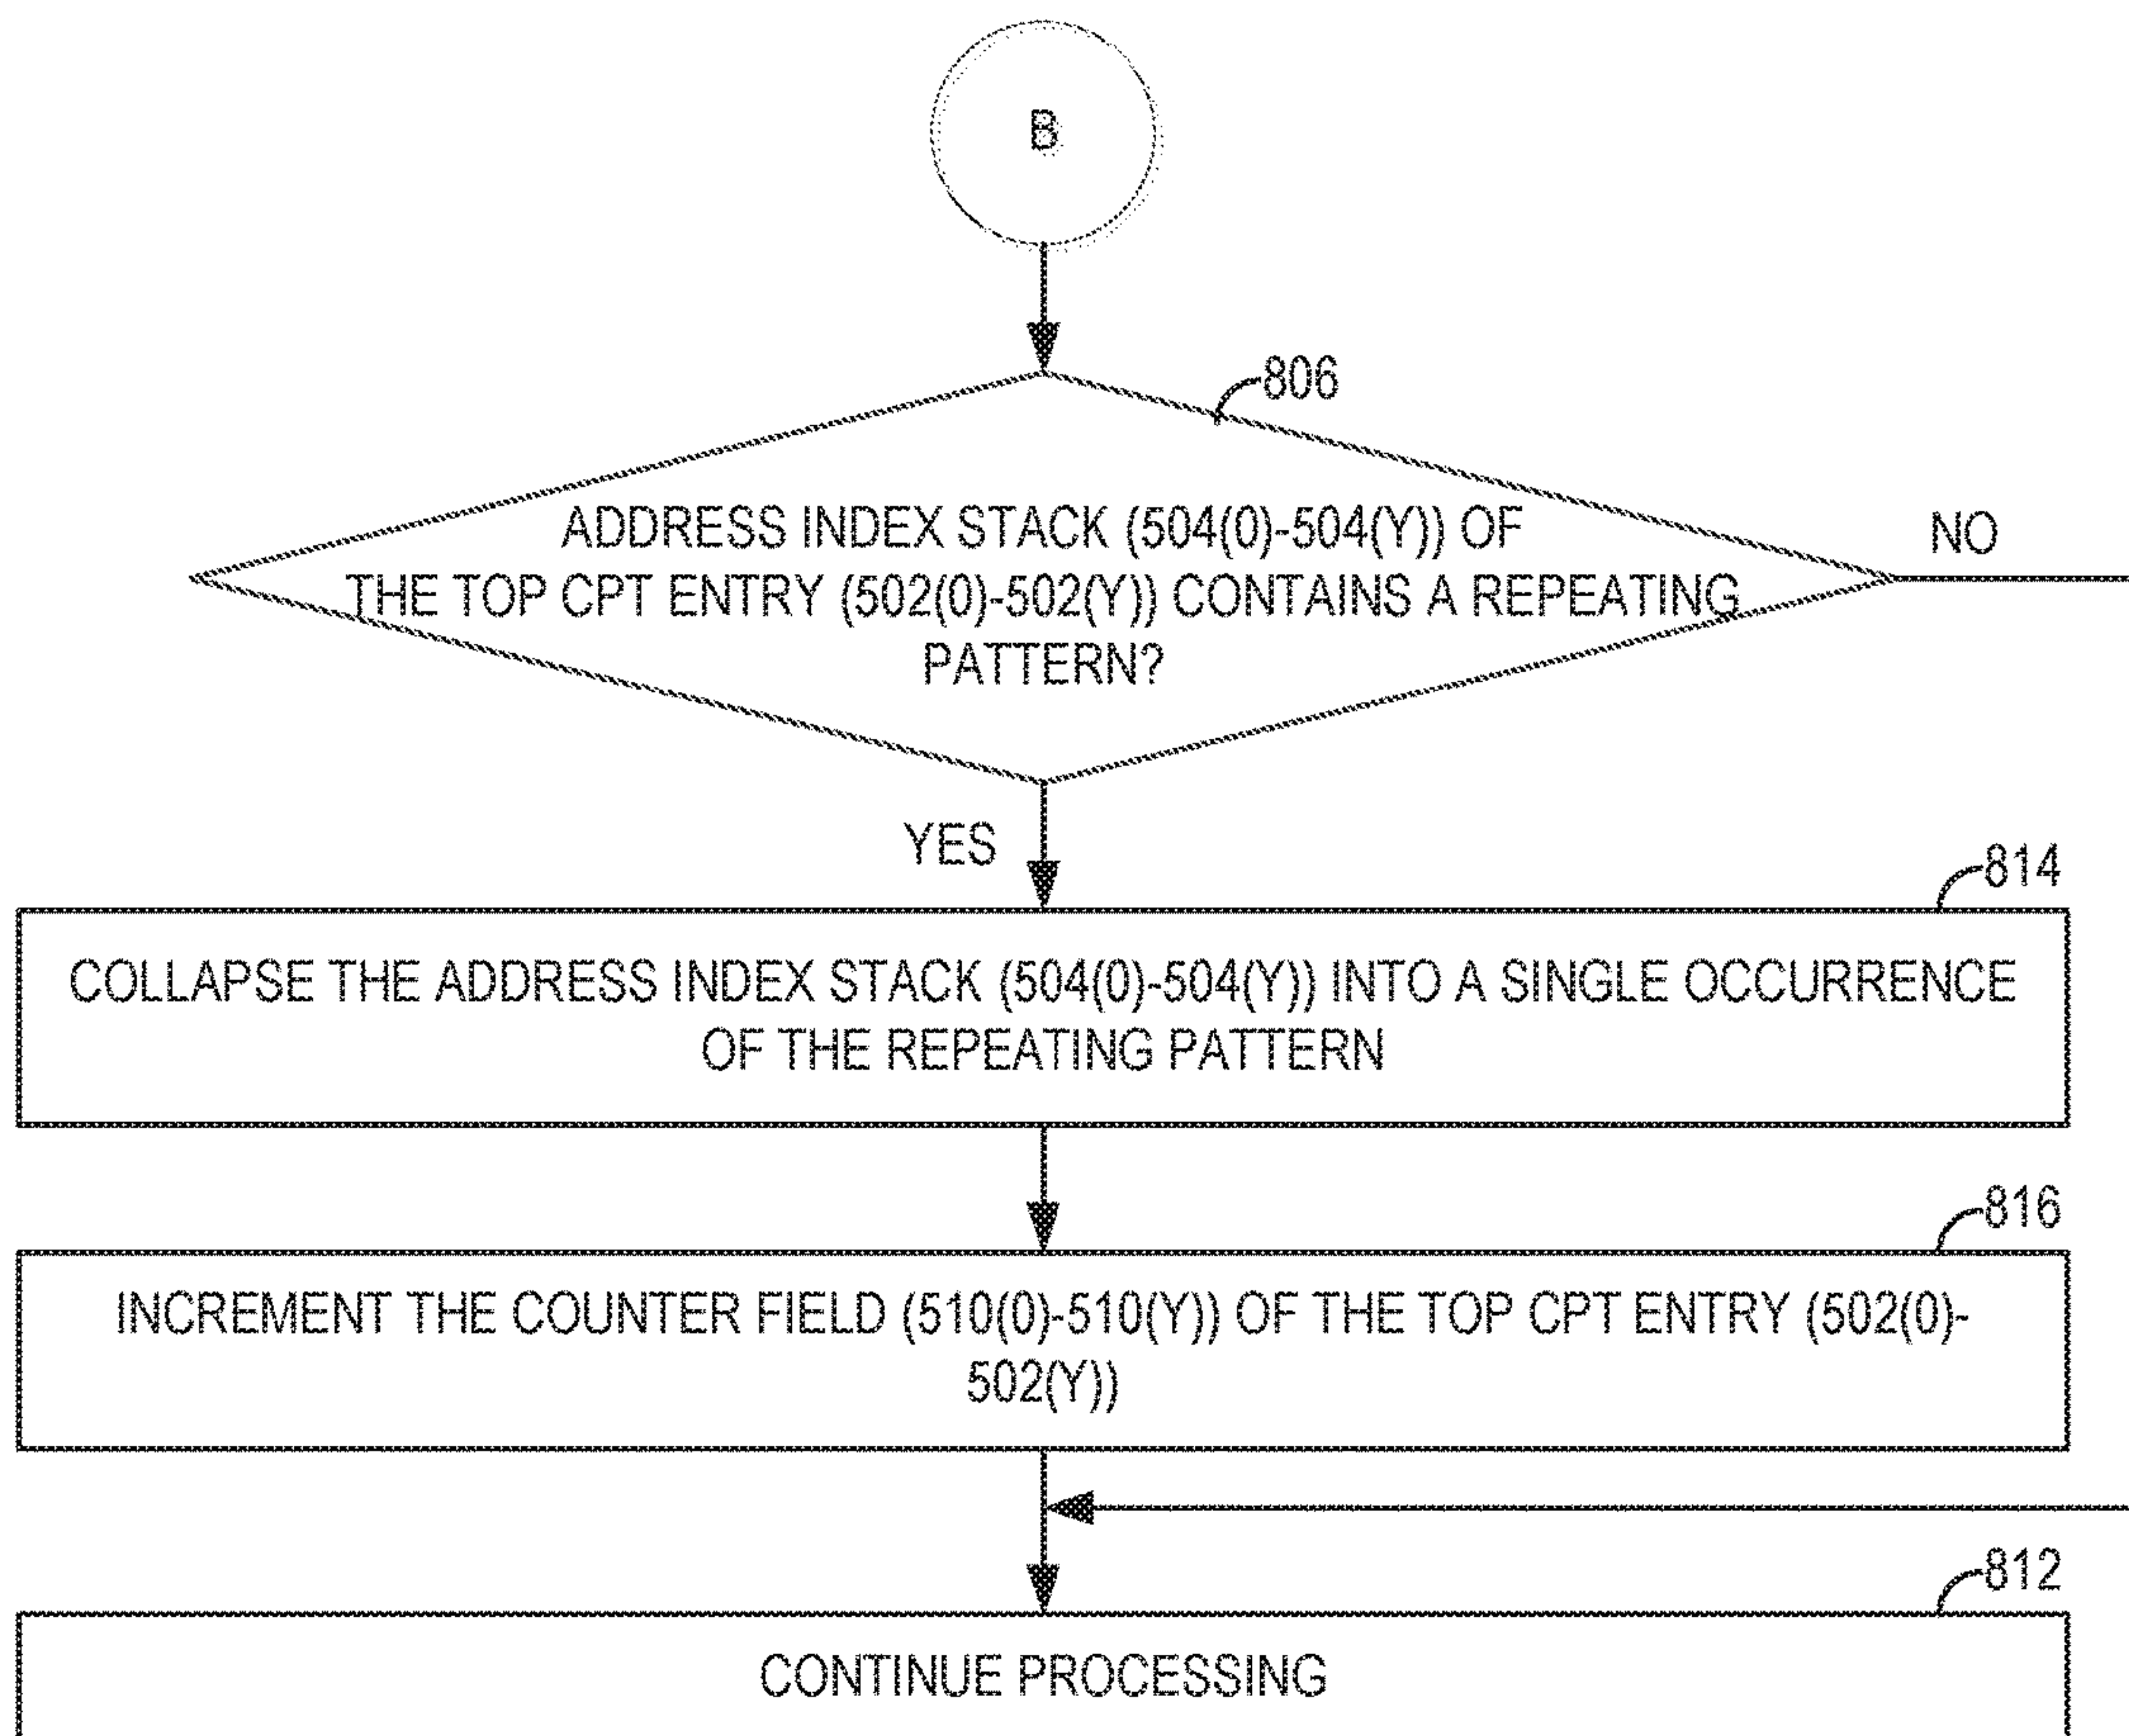 B
806
ADDRESS INDEX STACK (504(0)-504(Y)) OF
THE TOP CPT ENTRY (502(0)-502(Y)) CONTAINS A REPEATING
PATTERN?
NO
YES
814
COLLAPSE THE ADDRESS INDEX STACK (504(0)-504(Y)) INTO A SINGLE OCCURRENCE
OF THE REPEATING PATTERN
816
INCREMENT THE COUNTER FIELD (510(0)-510(Y)) OF THE TOP CPT ENTRY (502(0)-
502(Y))
812
CONTINUE PROCESSING